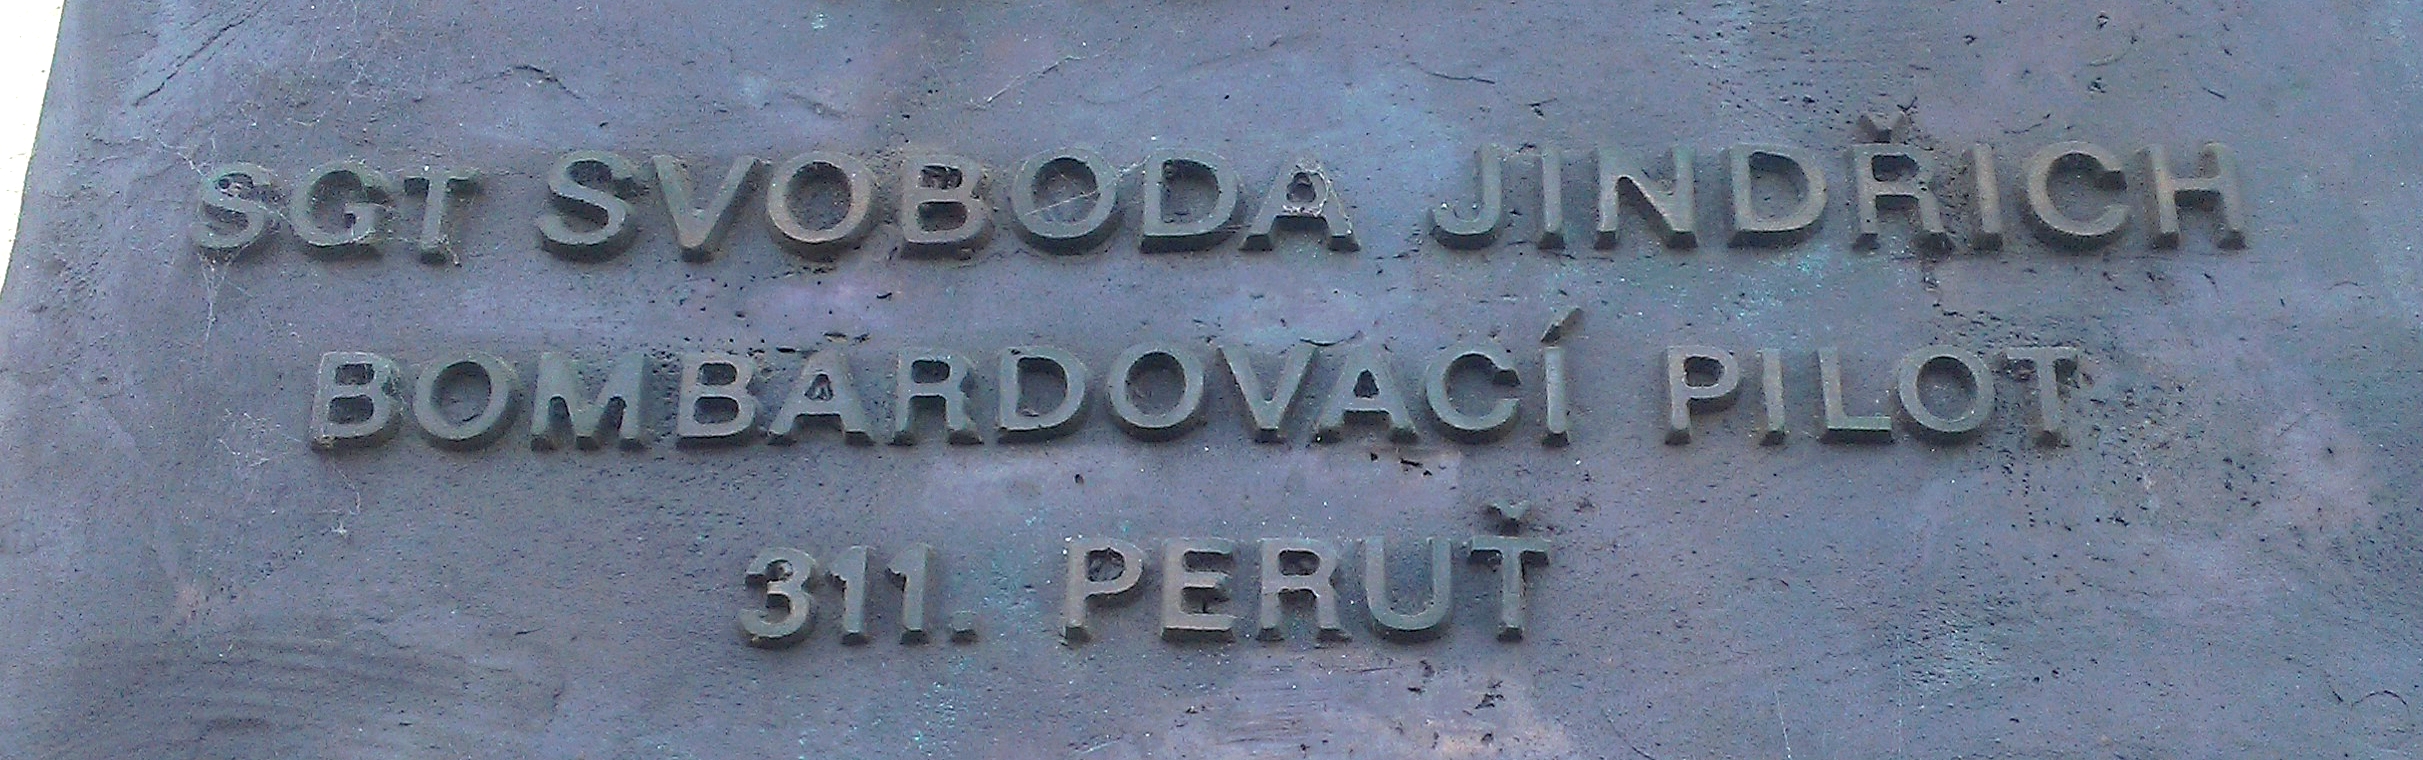 SGT SVOBODA JINDŘICH
BOMBARDOVACÍ PILOT
311. PERUŤ